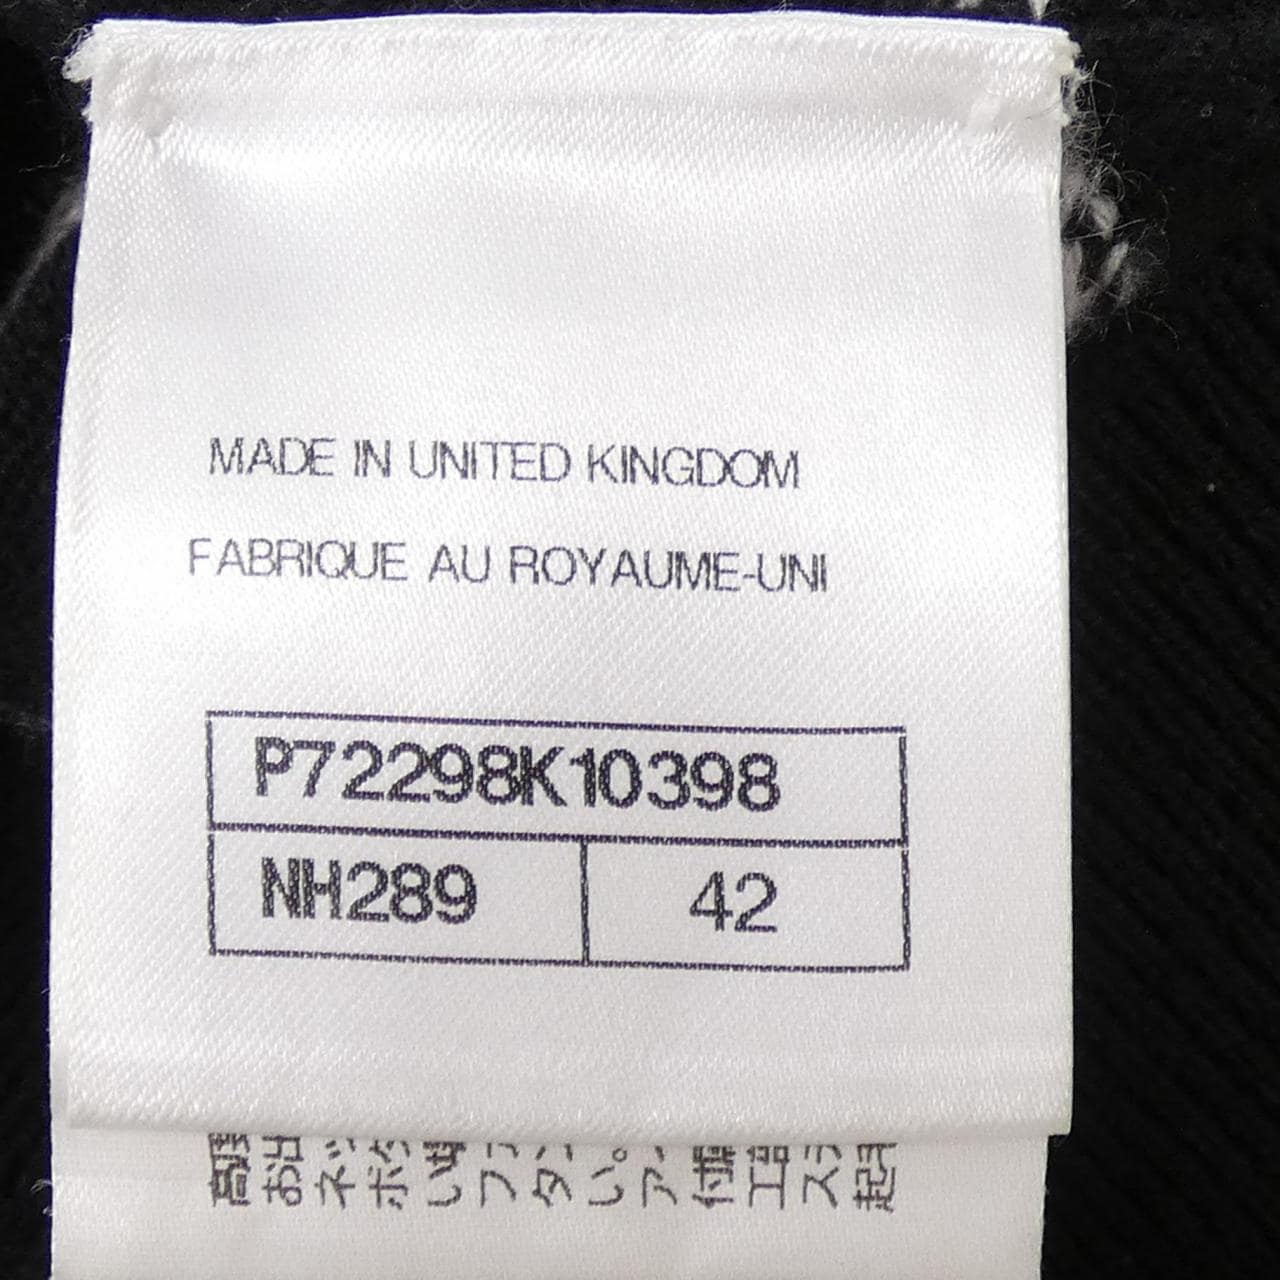 MADE IN UNITED KINGDOM
FABRIQUE AU ROYAUME-UNI
P72298K10398
NH289 42